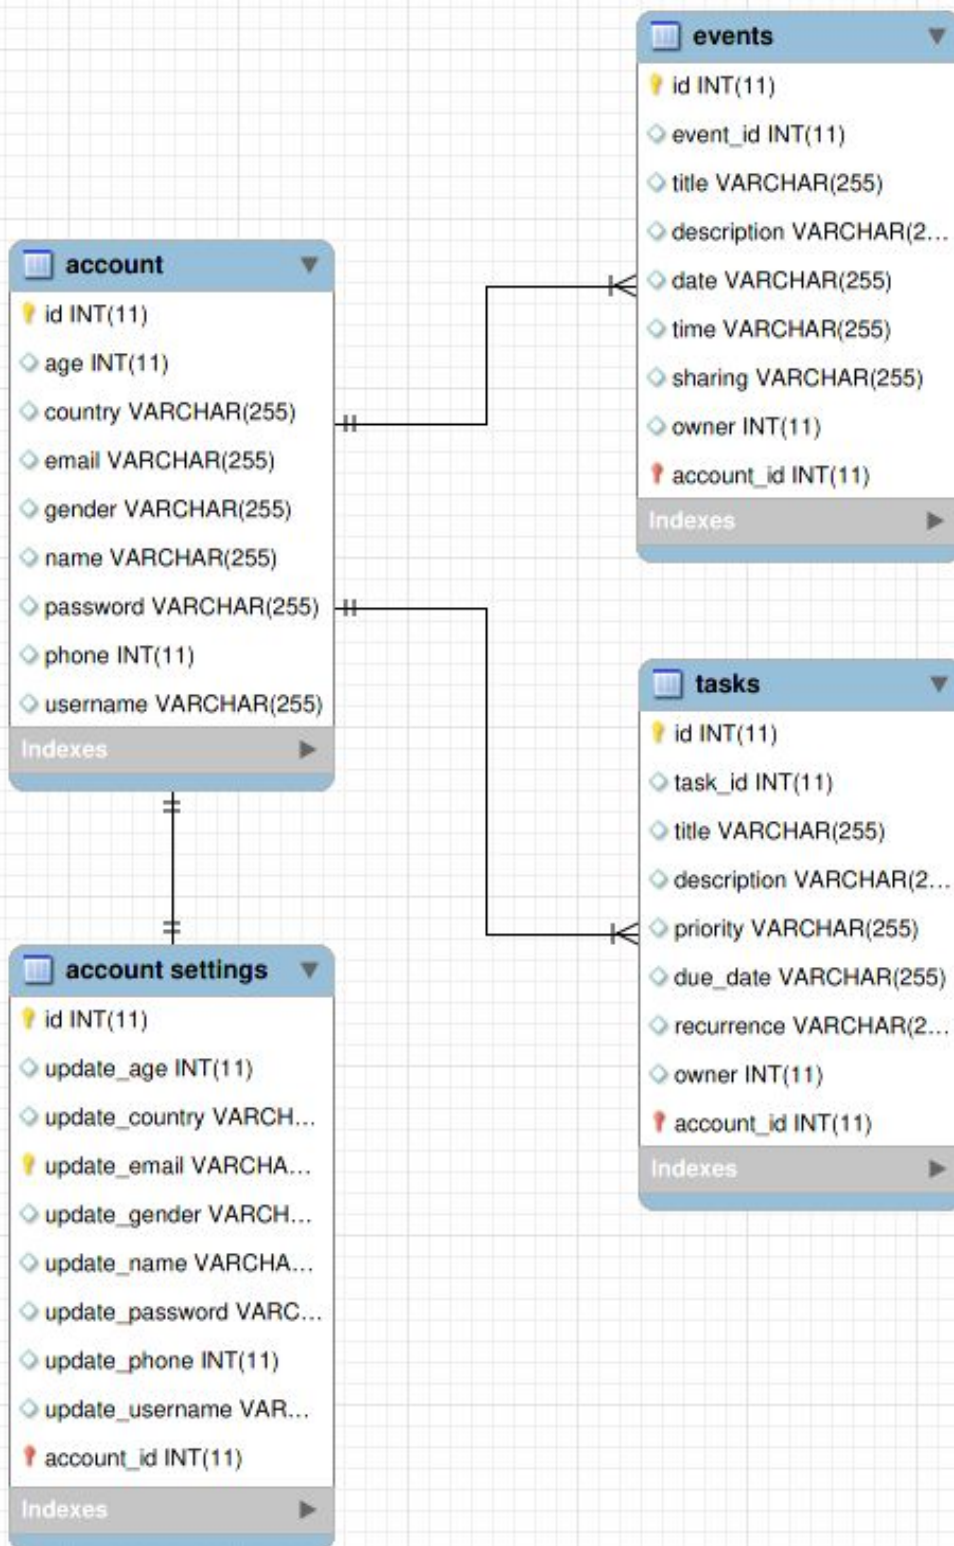 events
id INT(11)
event_id INT(11)
title VARCHAR(255)
description VARCHAR(2...
date VARCHAR(255)
time VARCHAR(255)
sharing VARCHAR(255)
owner INT(11)
account_id INT(11)
Indexes
account
id INT(11)
age INT(11)
country VARCHAR(255)
email VARCHAR(255)
gender VARCHAR(255)
name VARCHAR(255)
password VARCHAR(255)
phone INT(11)
username VARCHAR(255)
Indexes
tasks
id INT(11)
task_id INT(11)
title VARCHAR(255)
description VARCHAR(2...
priority VARCHAR(255)
due_date VARCHAR(255)
recurrence VARCHAR(2...
owner INT(11)
account_id INT(11)
Indexes
account settings
id INT(11)
update_age INT(11)
update_country VARCH...
update_email VARCHA...
update_gender VARCH...
update_name VARCHA...
update_password VARC...
update_phone INT(11)
update_username VAR...
account_id INT(11)
Indexes